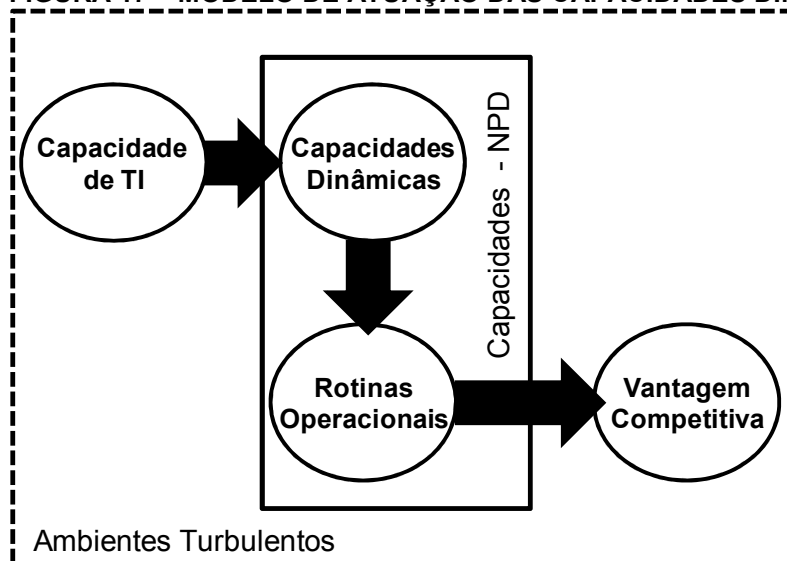 Capacidade
de TI
Capacidades
Dinâmicas
Capacidades - NPD
Rotinas
Operacionais
Vantagem
Competitiva
Ambientes Turbulentos